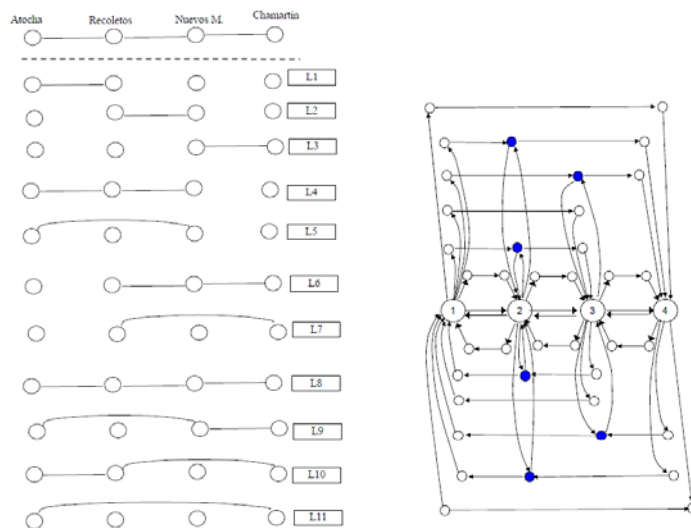 Atocha Recoletos Nuevos M. Chamartín
L1
L2
L3
L4
L5
L6
L7
L8
L9
L10
L11
1 2 3 4